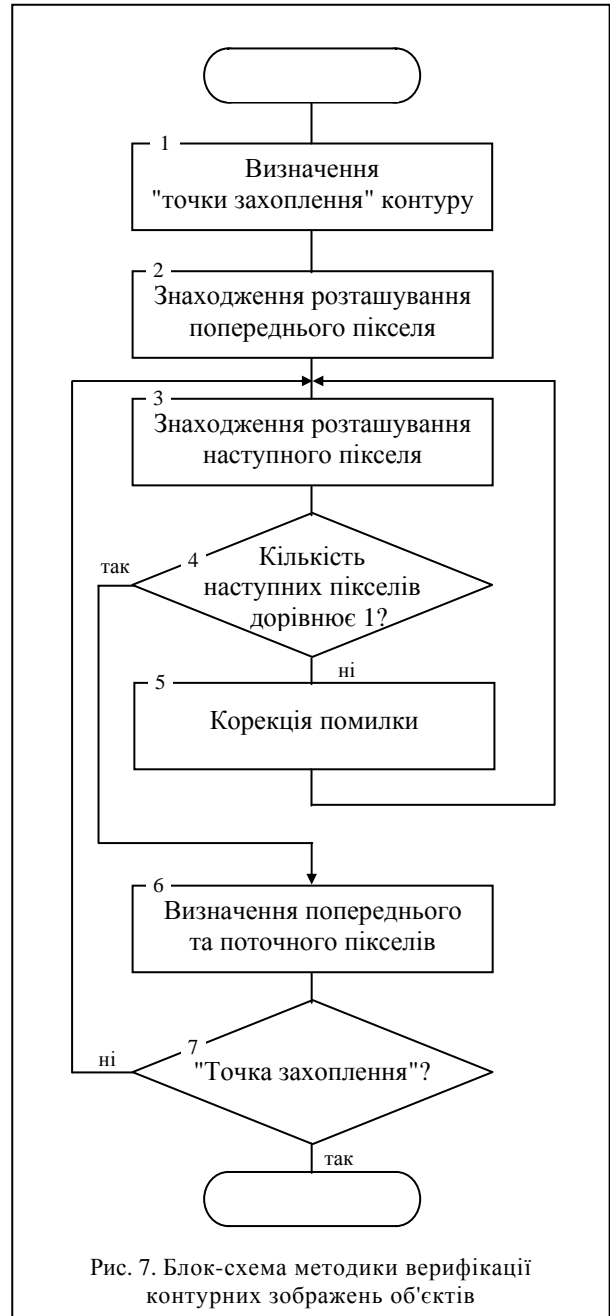 1
Визначення
"точки захоплення" контуру
2
Знаходження розташування
попереднього пікселя
3
Знаходження розташування
наступного пікселя
4
так
Кількість
наступних пікселів
дорівнює 1?
ні
5
Корекція помилки
6
Визначення попереднього
та поточного пікселів
7
ні
"Точка захоплення"?
так
Рис. 7. Блок-схема методики верифікації
контурних зображень об'єктів